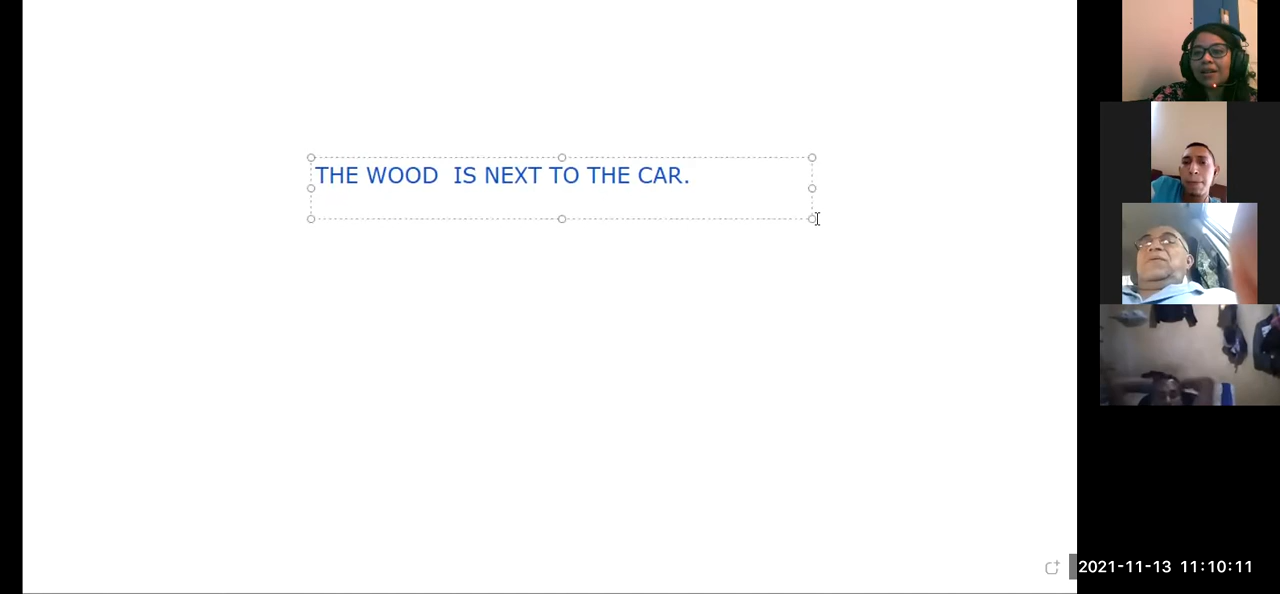 THE WOOD  IS NEXT TO THE CAR.
2021-11-13 11:10:11